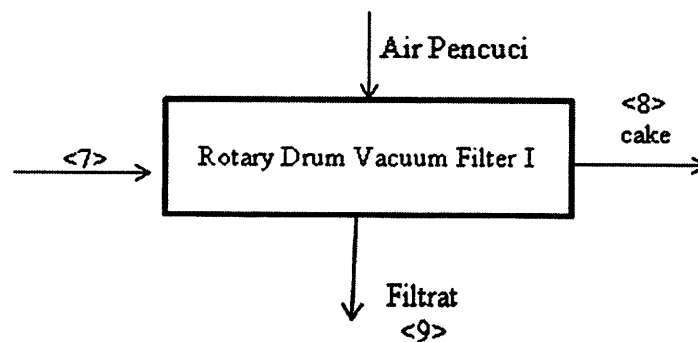 Air Pencuci
<8>
cake
<7>
Rotary Drum Vacuum Filter I
Filtrat
<9>